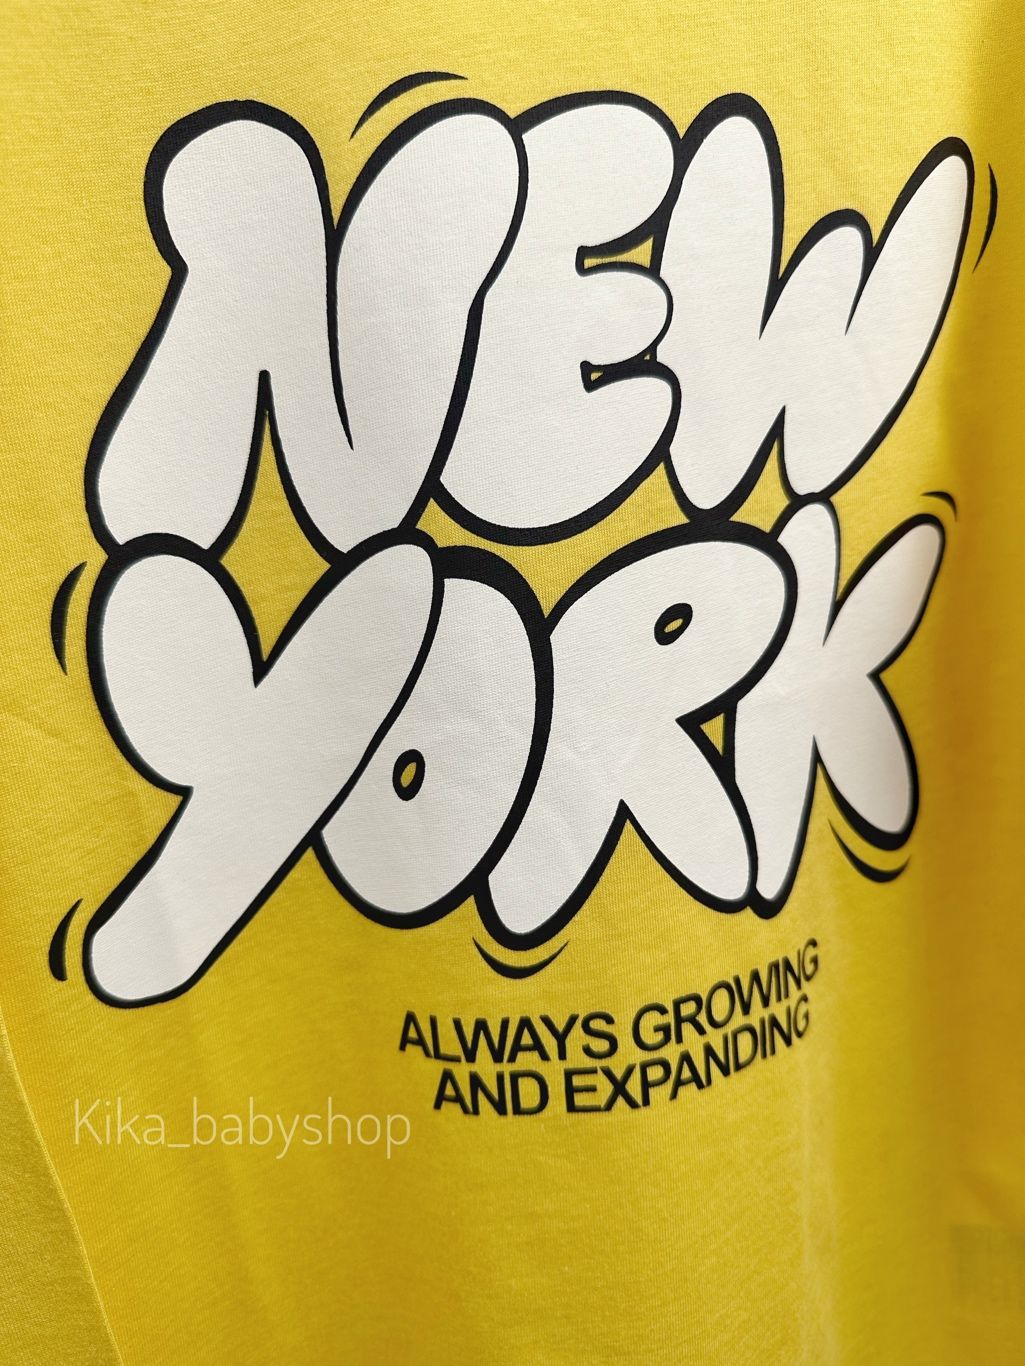 NEW
YORK
ALWAYS GROWING
AND EXPANDING
Kika_babyshop